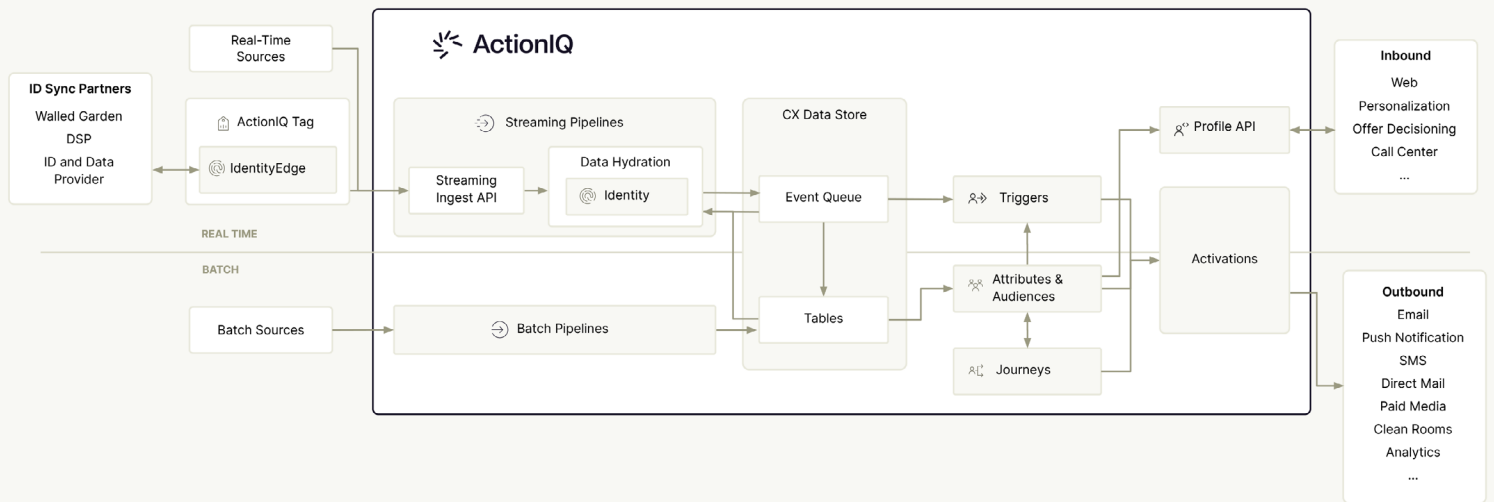 ActionIQ
Real-Time
Sources
ID Sync Partners
Walled Garden
DSP
ID and Data
Provider
ActionIQ Tag
IdentityEdge
Streaming Pipelines
Streaming
Ingest API
Data Hydration
Identity
CX Data Store
Event Queue
Tables
Triggers
Attributes &
Audiences
Journeys
Profile API
Activations
Inbound
Web
Personalization
Offer Decisioning
Call Center
...
REAL TIME
BATCH
Batch Sources
Batch Pipelines
Outbound
Email
Push Notification
SMS
Direct Mail
Paid Media
Clean Rooms
Analytics
...